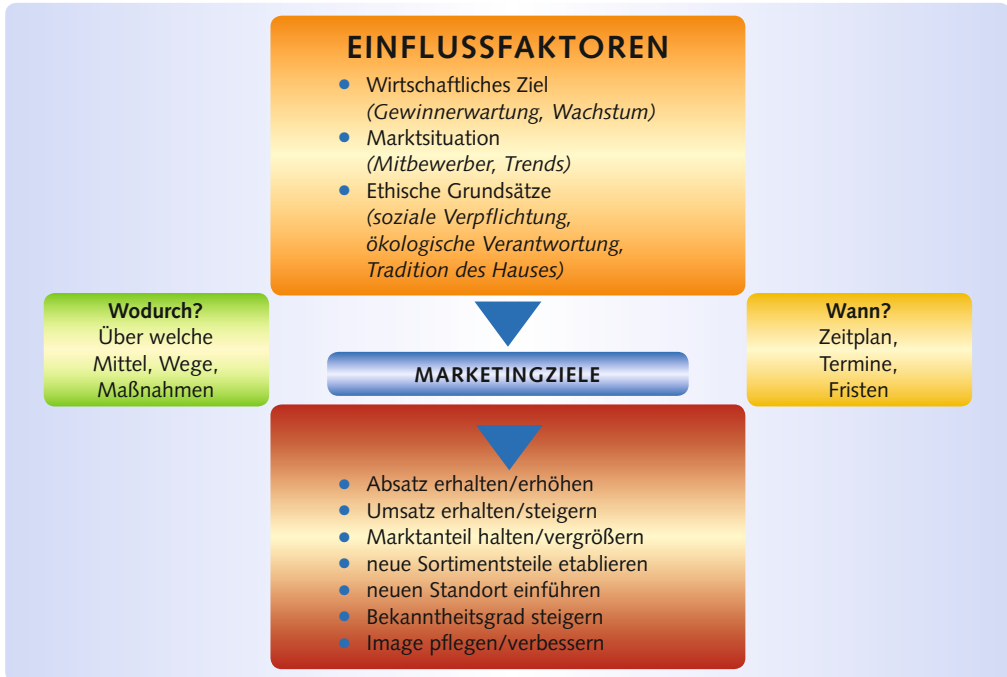 EINFLUSSFAKTOREN
• Wirtschaftliches Ziel
(Gewinnerwartung, Wachstum)
• Marktsituation
(Mitbewerber, Trends)
• Ethische Grundsätze
(soziale Verpflichtung,
ökologische Verantwortung,
Tradition des Hauses)
Wodurch?
Über welche
Mittel, Wege,
Maßnahmen
MARKETINGZIELE
Wann?
Zeitplan,
Termine,
Fristen
• Absatz erhalten/erhöhen
• Umsatz erhalten/steigern
• Marktanteil halten/vergrößern
• neue Sortimentsteile etablieren
• neuen Standort einführen
• Bekanntheitsgrad steigern
• Image pflegen/verbessern